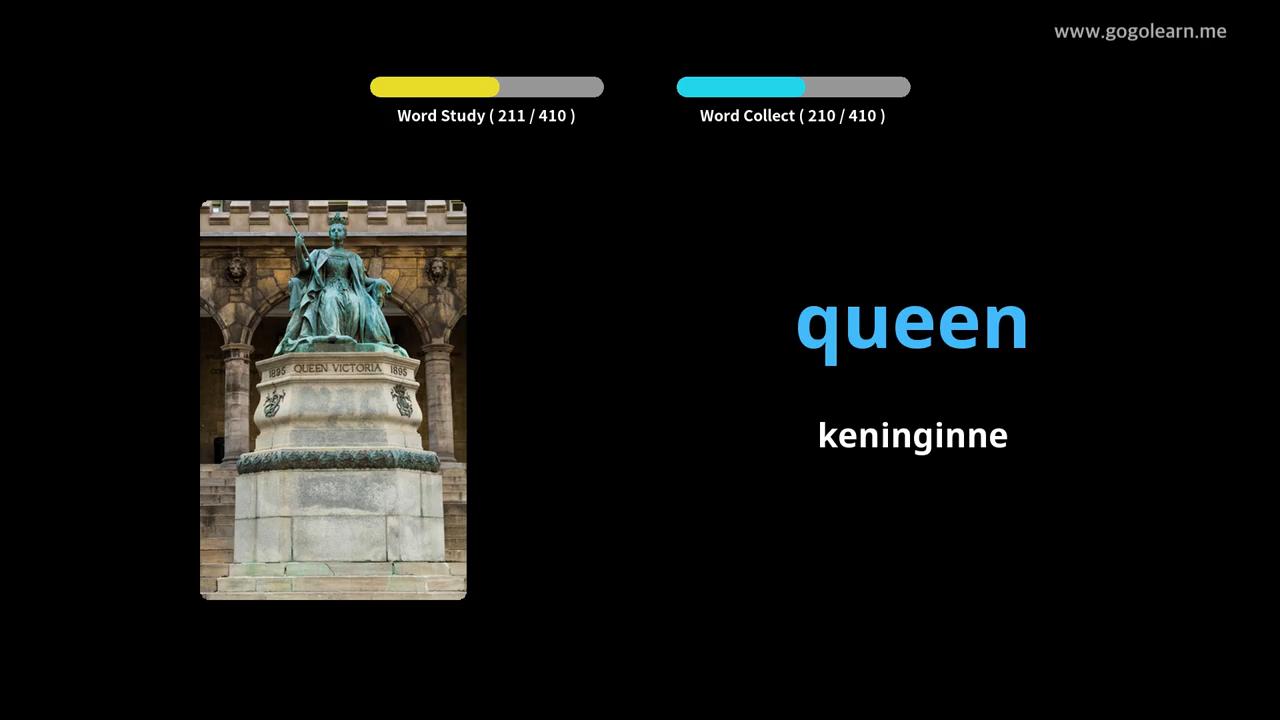 www.gogolearn.me
Word Study ( 211 / 410 )
Word Collect ( 210 / 410 )
1895 QUEEN VICTORIA 1895
queen
keninginne